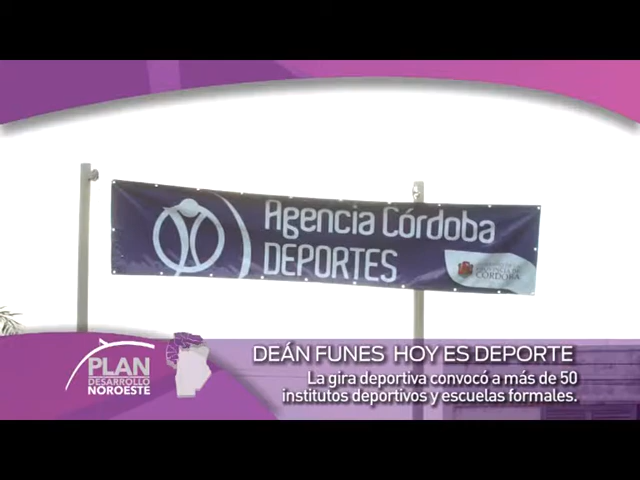 Agencia Córdoba
DEPORTES
CÓRDOBA
PLAN
DESARROLLO
NOROESTE
DEÁN FUNES HOY ES DEPORTE
La gira deportiva convocó a más de 50
institutos deportivos y escuelas formales.